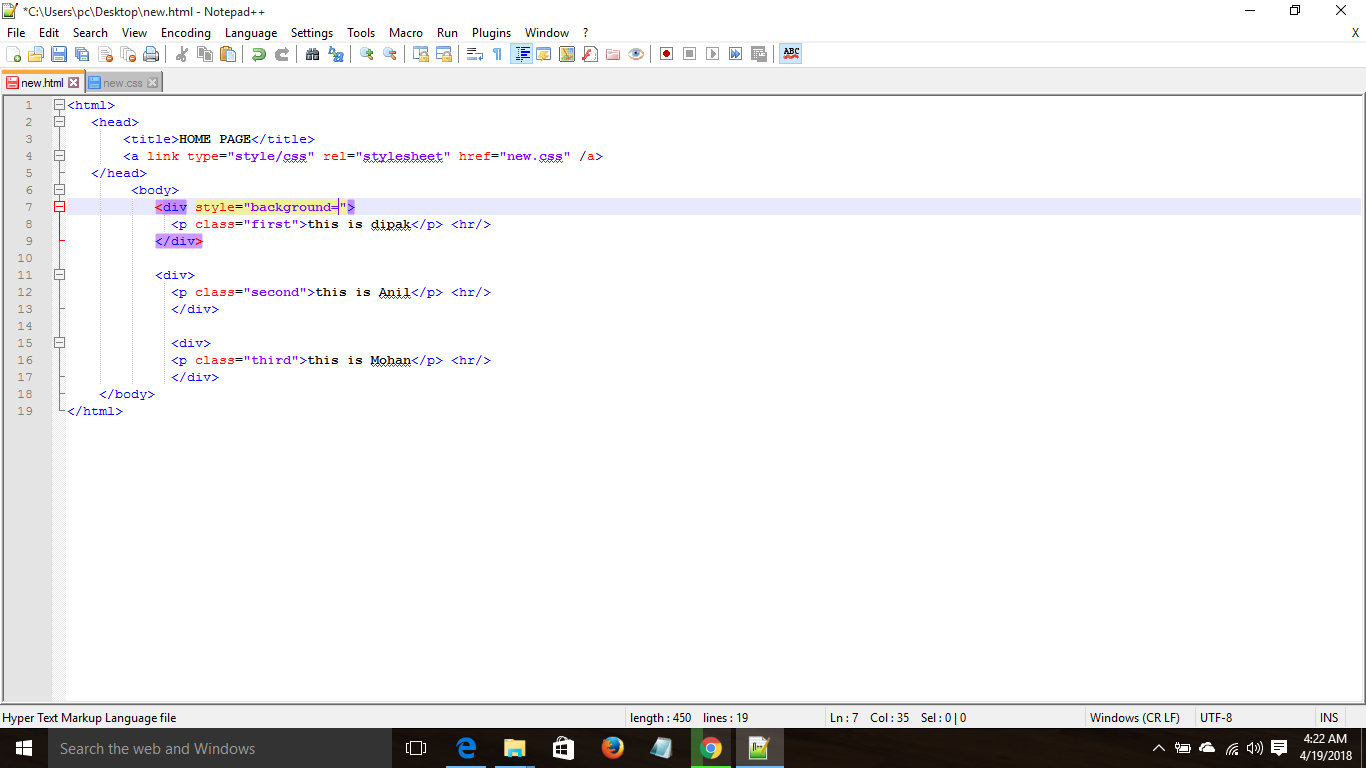 *C:\Users\pc\Desktop\new.html - Notepad++
File Edit Search View Encoding Language Settings Tools Macro Run Plugins Window ? X
ABC
new.html new.css
1 <html>
2 <head>
3 <title>HOME PAGE</title>
4 <a link type="style/css" rel="stylesheet" href="new.css" /a>
5 </head>
6 <body>
7 <div style="background=">
8 <p class="first">this is dipak</p> <hr/>
9 </div>
10
11 <div>
12 <p class="second">this is Anil</p> <hr/>
13 </div>
14
15 <div>
16 <p class="third">this is Mohan</p> <hr/>
17 </div>
18 </body>
19 </html>
Hyper Text Markup Language file length : 450 lines : 19 Ln : 7 Col : 35 Sel : 0 | 0 Windows (CR LF) UTF-8 INS
Search the web and Windows
4:22 AM
4/19/2018